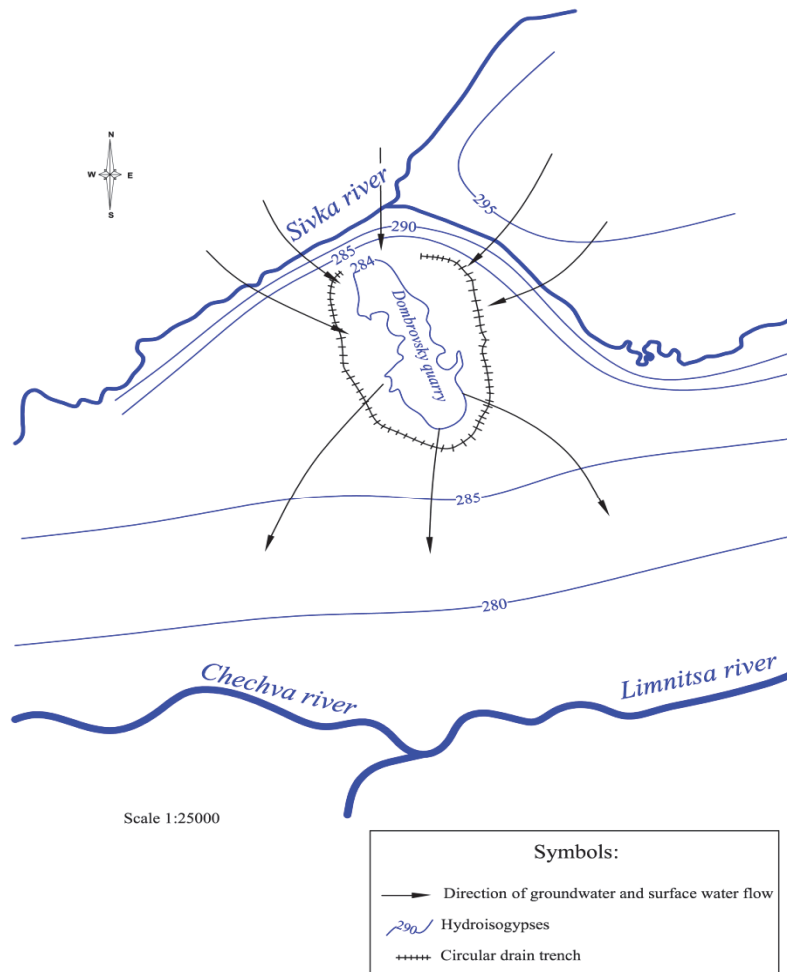 N
W E
S
Sivka river
295
290
285
284
Dombrovsky quarry
285
280
Chechva river
Limnitsa river
Scale 1:25000
Symbols:
Direction of groundwater and surface water flow
290 Hydroisogypses
Circular drain trench